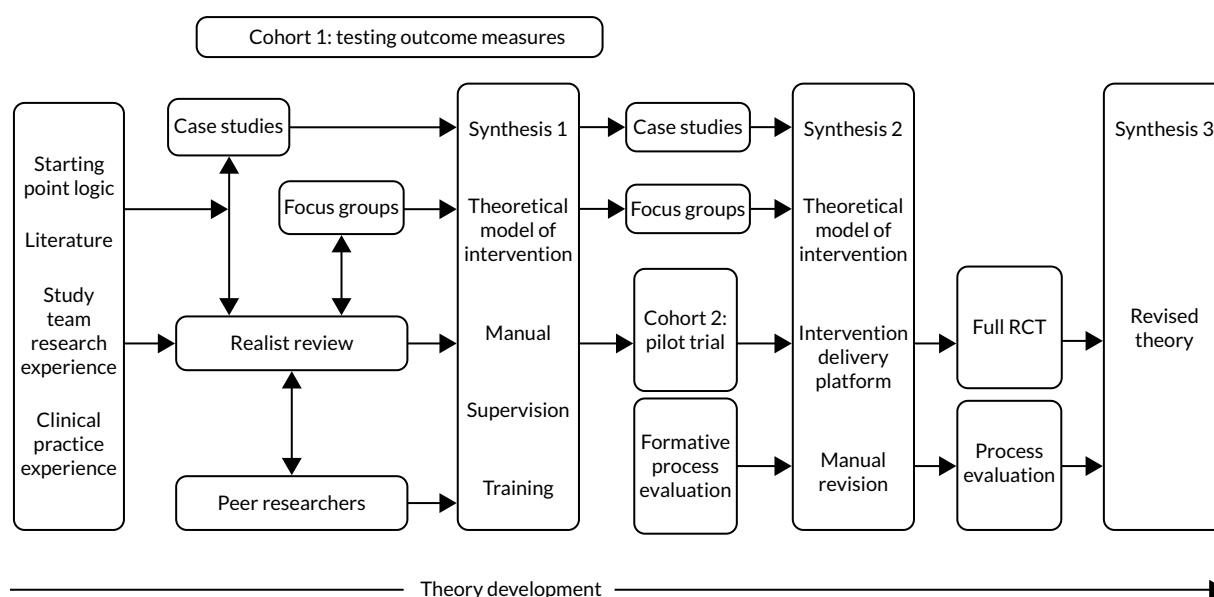 Cohort 1: testing outcome measures
Starting
point logic
Literature
Study
team
research
experience
Clinical
practice
experience
Case studies
Focus groups
Realist review
Peer researchers
Synthesis 1
Theoretical
model of
intervention
Manual
Supervision
Training
Case studies
Focus groups
Cohort 2:
pilot trial
Formative
process
evaluation
Synthesis 2
Theoretical
model of
intervention
Intervention
delivery
platform
Manual
revision
Full RCT
Process
evaluation
Synthesis 3
Revised
theory
Theory development